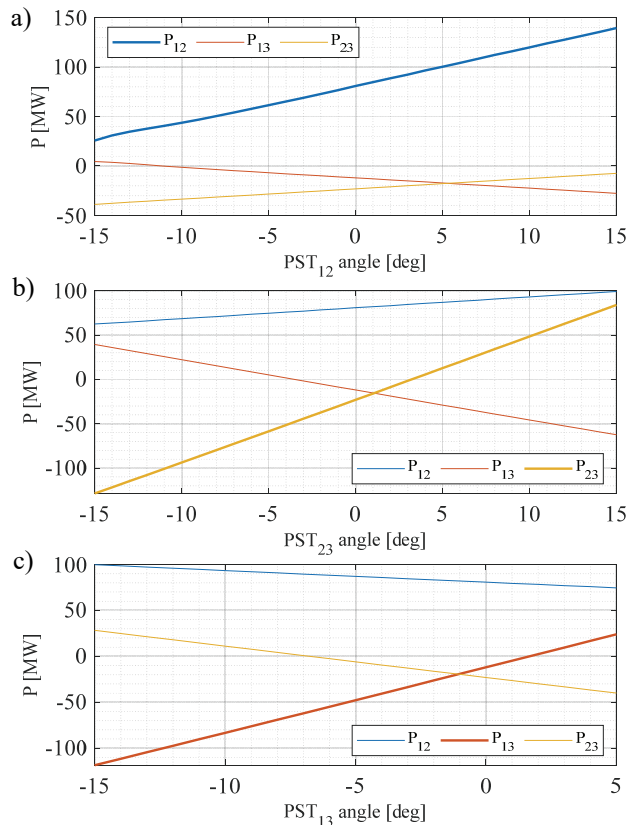 a)
P12 P13 P23
150
100
50
0
-50
P [MW]
-15 -10 -5 0 5 10 15
PST12 angle [deg]
b)
100
50
0
-50
-100
P [MW]
P12 P13 P23
-15 -10 -5 0 5 10 15
PST23 angle [deg]
c)
100
50
0
-50
-100
P [MW]
P12 P13 P23
-15 -10 -5 0 5
PST13 angle [deg]